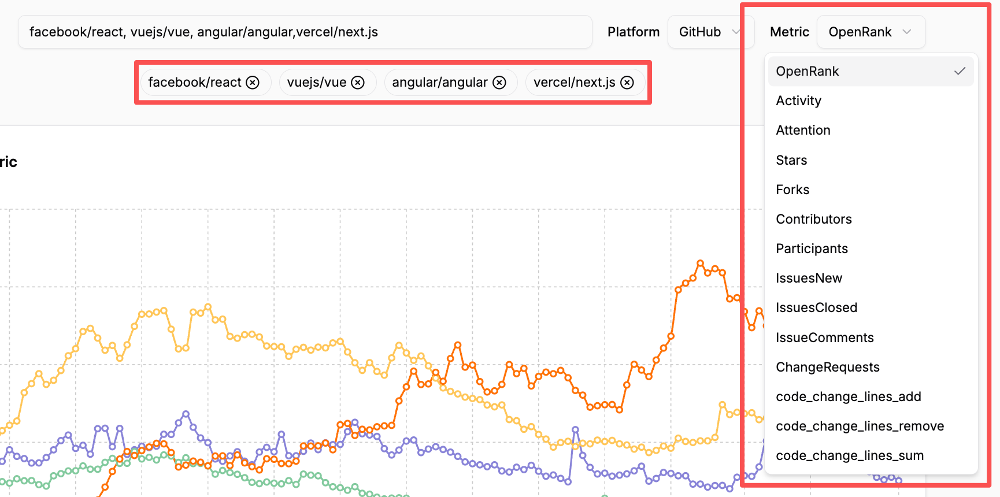 facebook/react, vuejs/vue, angular/angular,vercel/next.js
Platform
GitHub
Metric
OpenRank
facebook/react
vuejs/vue
angular/angular
vercel/next.js
OpenRank
Activity
Attention
Stars
Forks
Contributors
Participants
IssuesNew
IssuesClosed
IssueComments
ChangeRequests
code_change_lines_add
code_change_lines_remove
code_change_lines_sum
ric